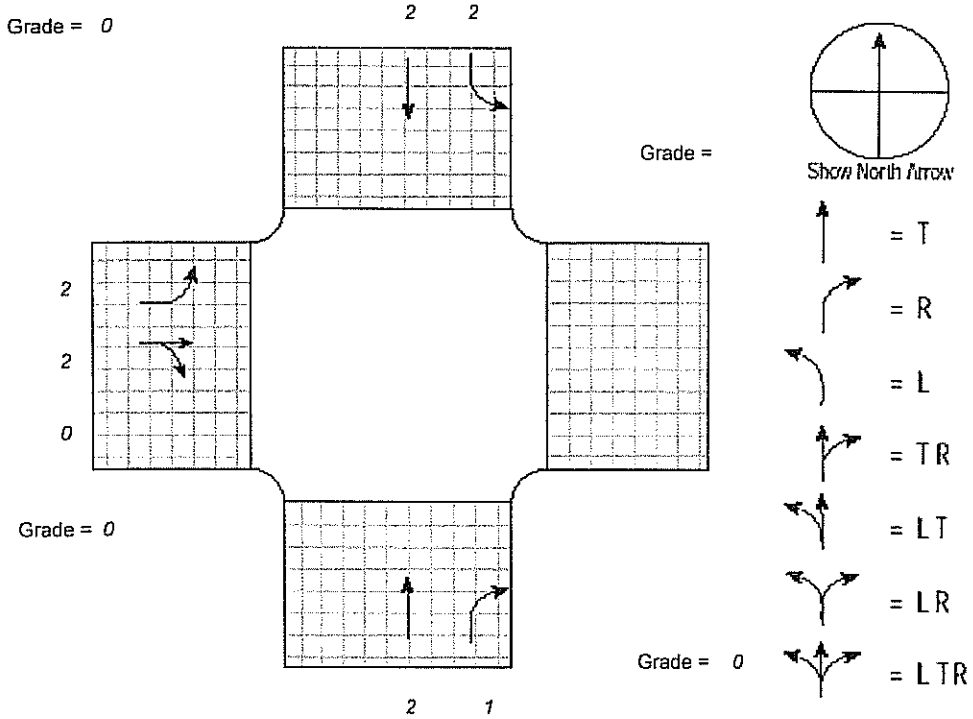 Grade = 0
2 2
Grade =
Show North Arrow
= T
= R
2
2
0
= L
= TR
= LT
Grade = 0
= LR
Grade = 0
= LTR
2 1